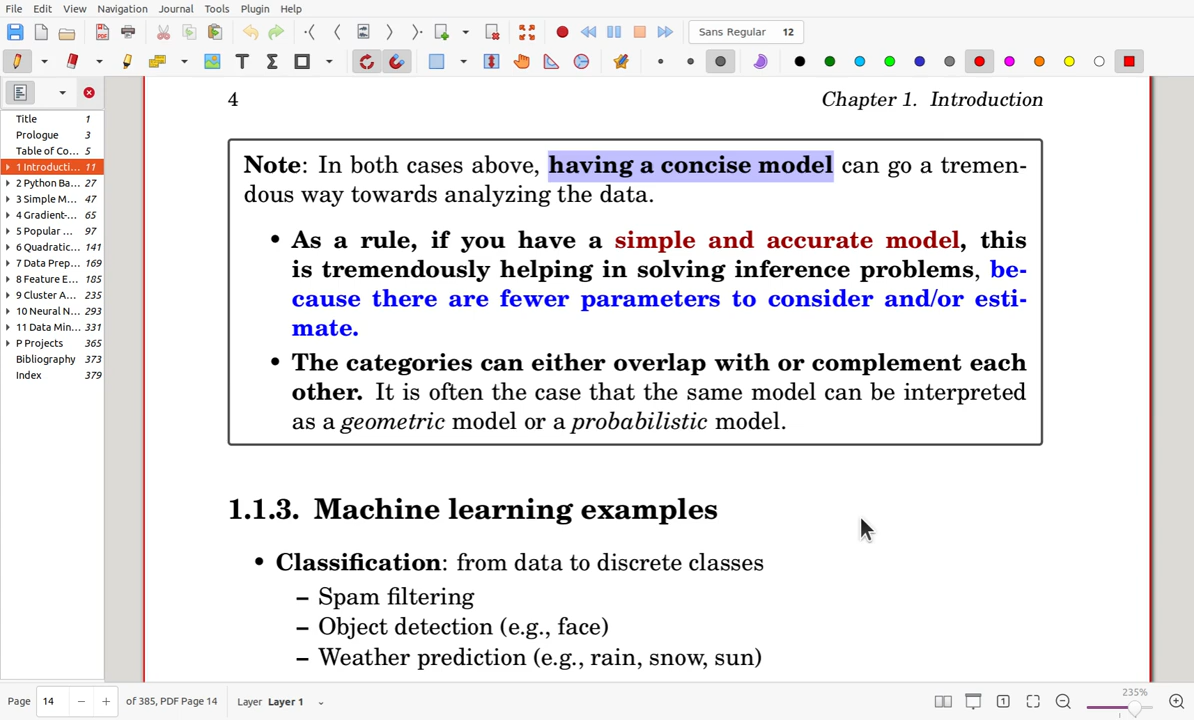 File Edit View Navigation Journal Tools Plugin Help
Sans Regular 12
Title 1
Prologue 3
Table of Co... 5
1 Introducti... 11
2 Python Ba... 27
3 Simple M... 47
4 Gradient-... 65
5 Popular ... 97
6 Quadratic... 141
7 Data Prep... 169
8 Feature E... 185
9 Cluster A... 235
10 Neural N... 293
11 Data Min... 331
P Projects 365
Bibliography 373
Index 379
4 Chapter 1. Introduction
Note: In both cases above, having a concise model can go a tremen-
dous way towards analyzing the data.
• As a rule, if you have a simple and accurate model, this
is tremendously helping in solving inference problems, be-
cause there are fewer parameters to consider and/or esti-
mate.
• The categories can either overlap with or complement each
other. It is often the case that the same model can be interpreted
as a geometric model or a probabilistic model.
1.1.3. Machine learning examples
• Classification: from data to discrete classes
– Spam filtering
– Object detection (e.g., face)
– Weather prediction (e.g., rain, snow, sun)
Page 14 − + of 385, PDF Page 14 Layer Layer 1 235%